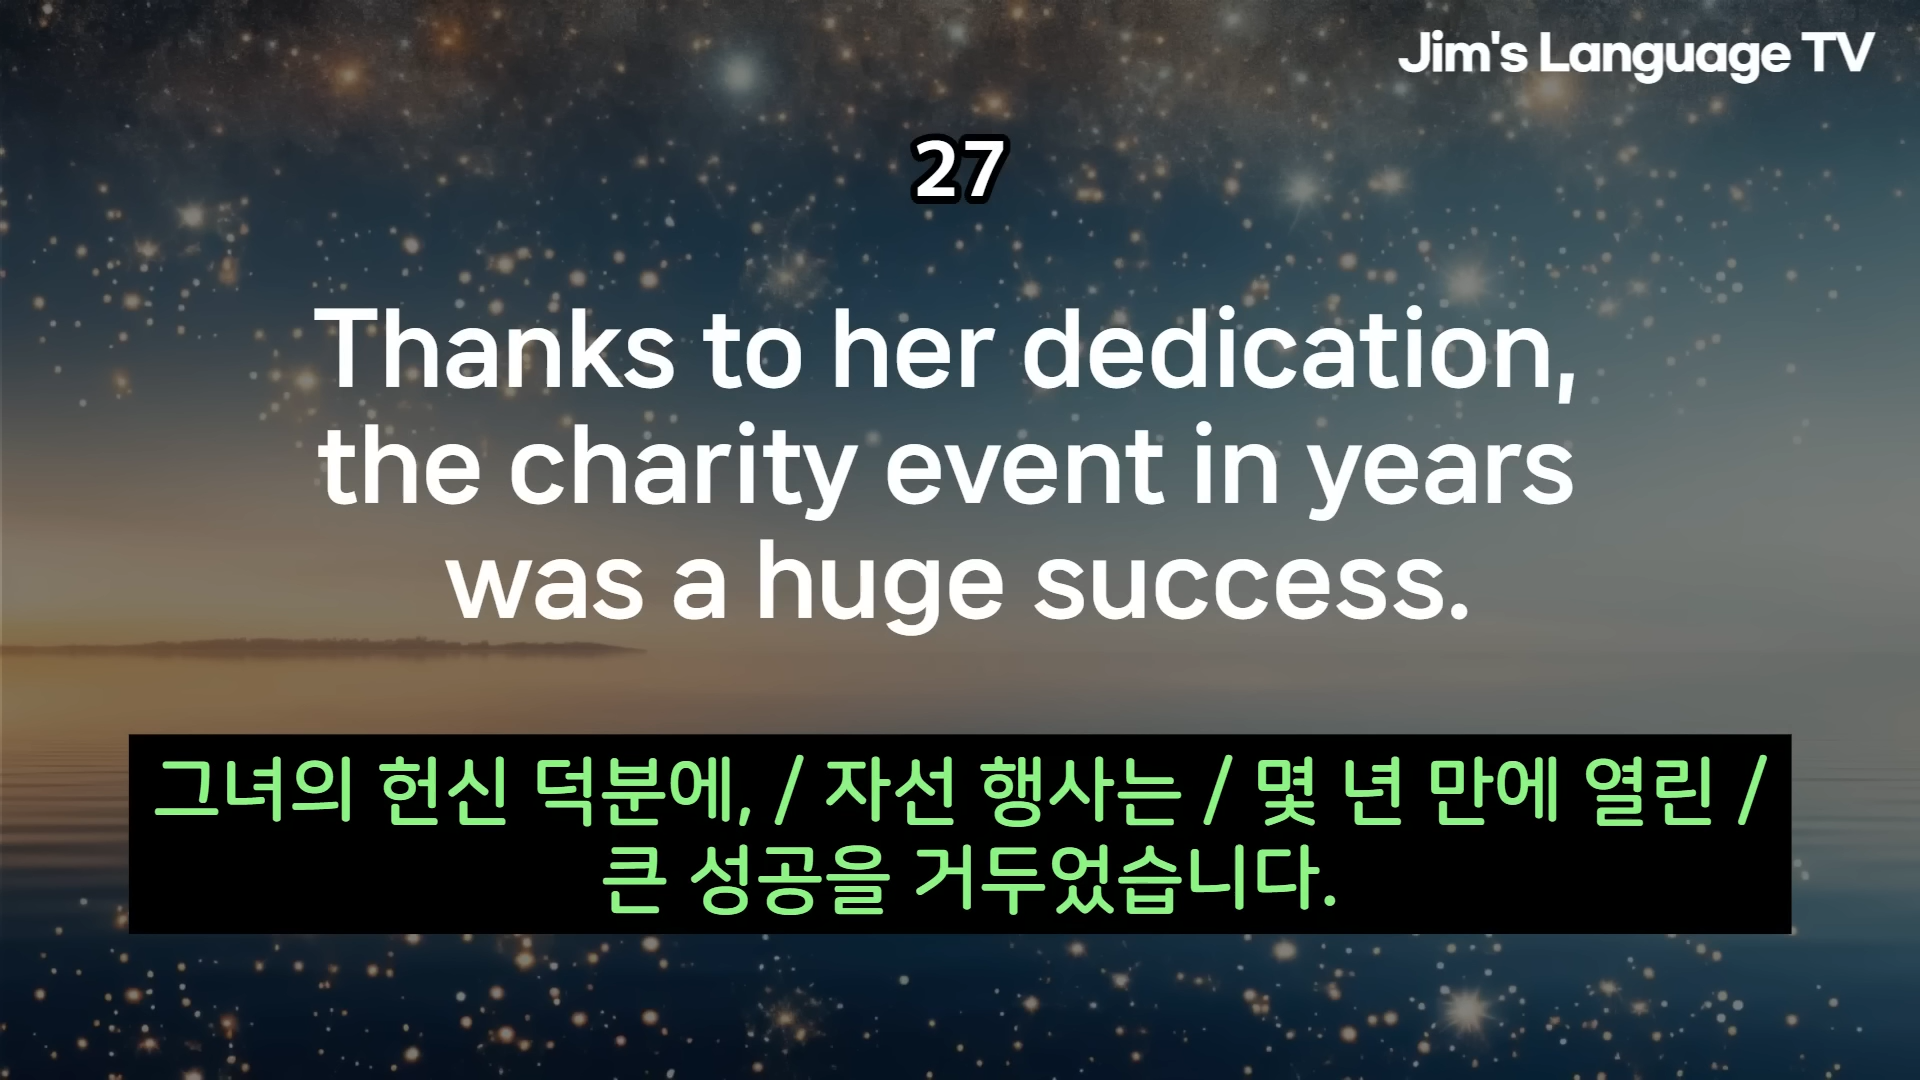 Jim's Language TV
27
Thanks to her dedication,
the charity event in years
was a huge success.
그녀의 헌신 덕분에, / 자선 행사는 / 몇 년 만에 열린 /
큰 성공을 거두었습니다.